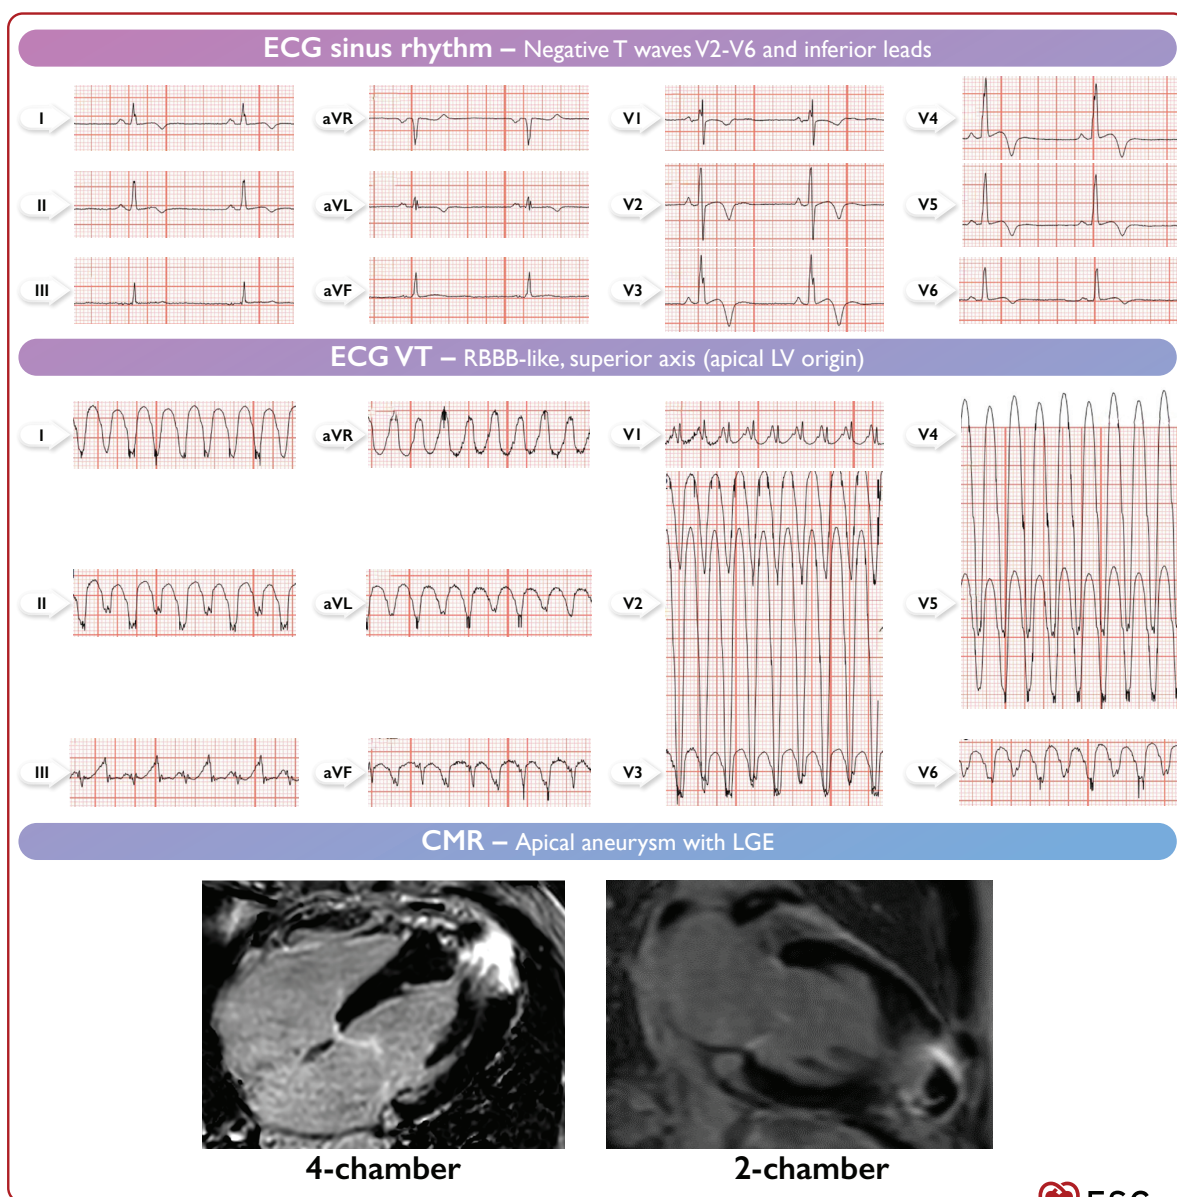 ECG sinus rhythm – Negative T waves V2-V6 and inferior leads
I
aVR
V1
V4
II
aVL
V2
V5
III
aVF
V3
V6
ECG VT – RBBB-like, superior axis (apical LV origin)
I
aVR
V1
V4
II
aVL
V2
V5
III
aVF
V3
V6
CMR – Apical aneurysm with LGE
4-chamber
2-chamber
ESC